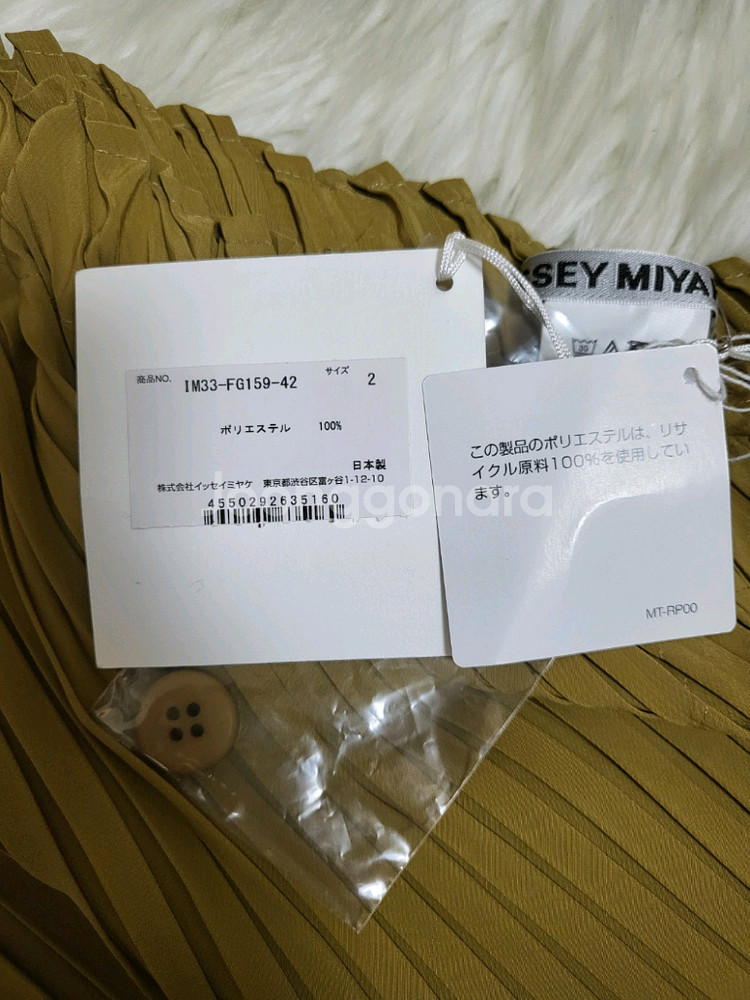 SSEY MIYA
商品NO. IM33-FG159-42 サイズ 2
ポリエステル 100%
日本製
株式会社イッセイミヤケ 東京都渋谷区富ヶ谷1-12-10
4550292635160
この製品のポリエステルは、リサ
イクル原料100%を使用してい
ます。
MT-RP00
Joonggonara